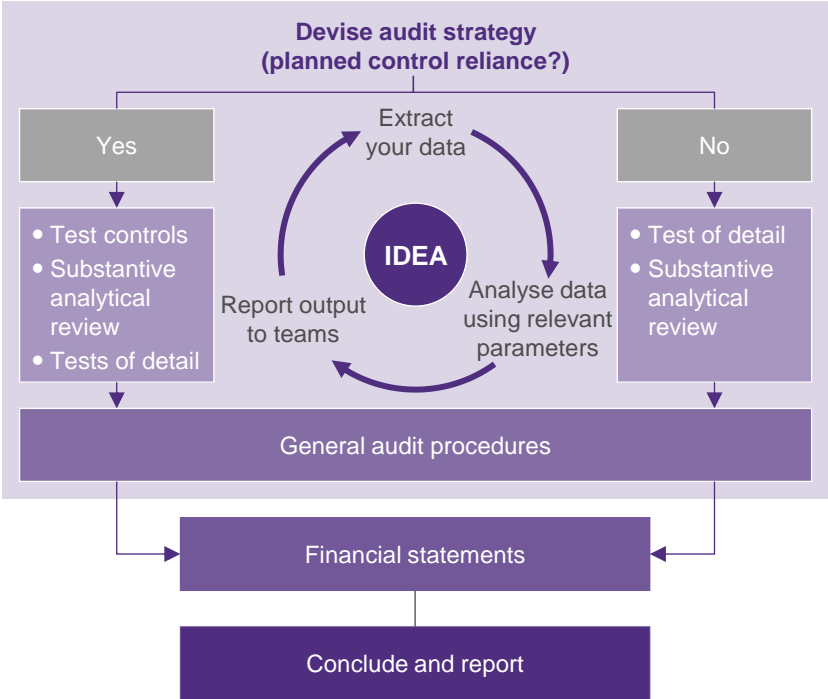 Devise audit strategy
(planned control reliance?)
Yes
Extract
your data
No
• Test controls
• Substantive
analytical
review
• Tests of detail
IDEA
Report output
to teams
Analyse data
using relevant
parameters
• Test of detail
• Substantive
analytical
review
General audit procedures
Financial statements
Conclude and report